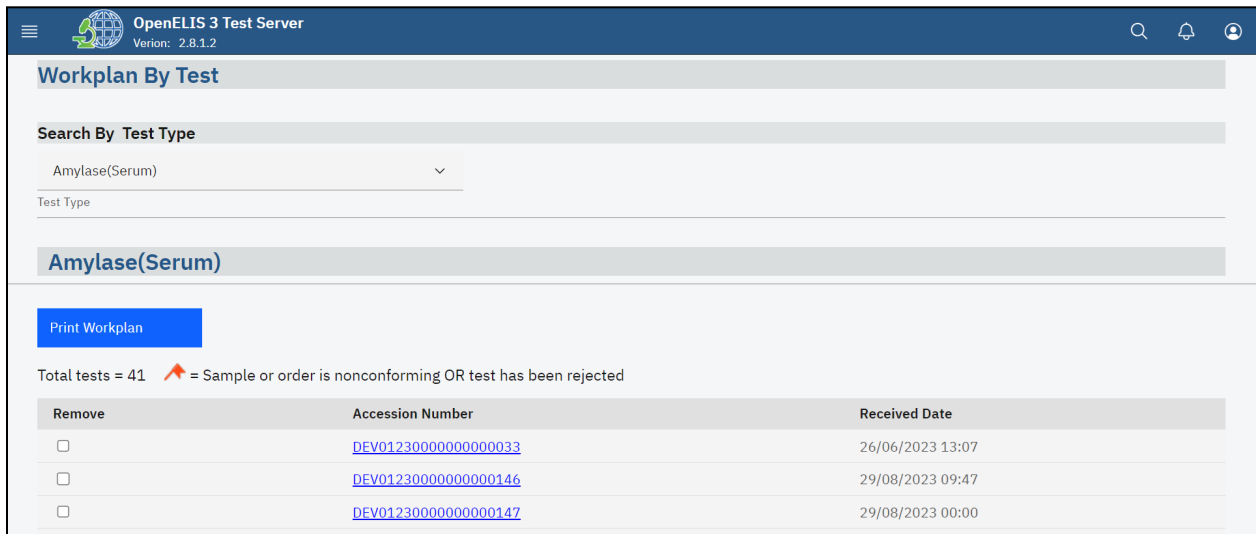 OpenELIS 3 Test Server
Verion: 2.8.1.2
Workplan By Test
Search By Test Type
Amylase(Serum)
Test Type
Amylase(Serum)
Print Workplan
Total tests = 41 = Sample or order is nonconforming OR test has been rejected
Remove Accession Number Received Date
DEV01230000000000033 26/06/2023 13:07
DEV01230000000000146 29/08/2023 09:47
DEV01230000000000147 29/08/2023 00:00